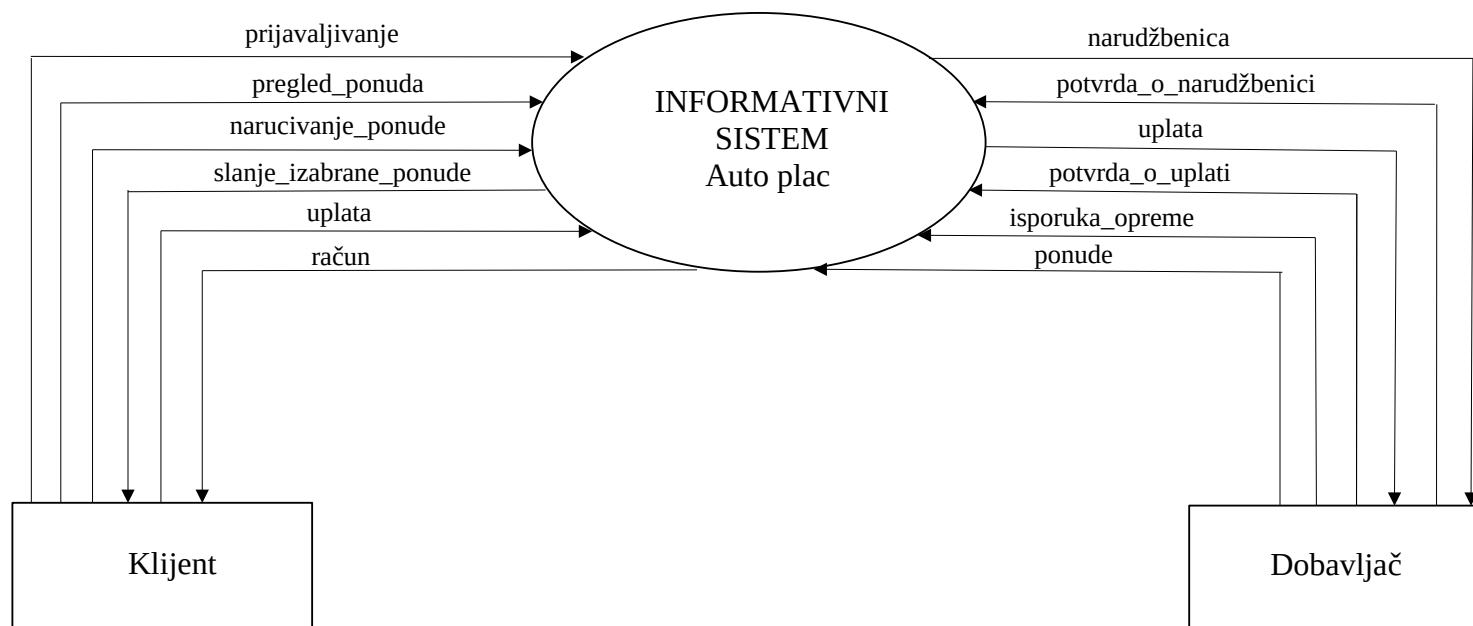 prijavaljivanje
pregled_ponuda
narucivanje_ponude
slanje_izabrane_ponude
uplata
račun
INFORMATIVNI
SISTEM
Auto plac
narudžbenica
potvrda_o_narudžbenici
uplata
potvrda_o_uplati
isporuka_opreme
ponude
Klijent
Dobavljač